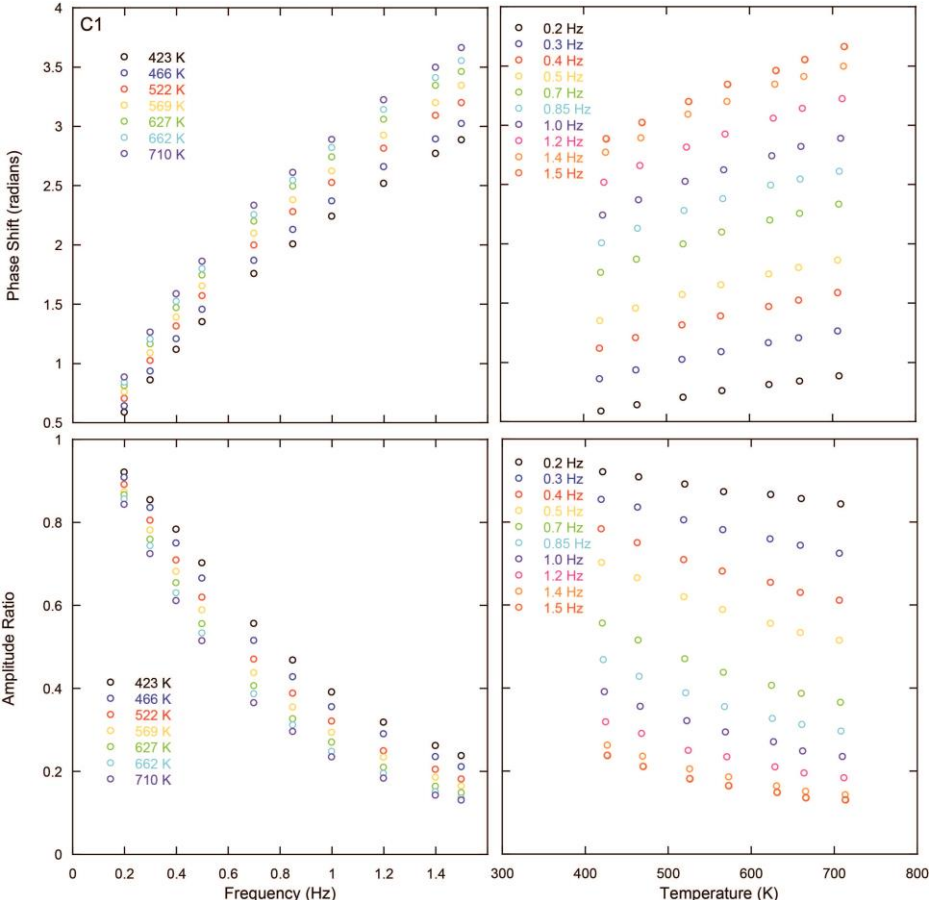 C1
4
3.5
3
2.5
2
1.5
1
0.5
Phase Shift (radians)
423 K
466 K
522 K
569 K
627 K
662 K
710 K
0.2 Hz
0.3 Hz
0.4 Hz
0.5 Hz
0.7 Hz
0.85 Hz
1.0 Hz
1.2 Hz
1.4 Hz
1.5 Hz
1
0.8
0.6
0.4
0.2
0
Amplitude Ratio
423 K
466 K
522 K
569 K
627 K
662 K
710 K
0 0.2 0.4 0.6 0.8 1 1.2 1.4
Frequency (Hz)
0.2 Hz
0.3 Hz
0.4 Hz
0.5 Hz
0.7 Hz
0.85 Hz
1.0 Hz
1.2 Hz
1.4 Hz
1.5 Hz
300 400 500 600 700 800
Temperature (K)